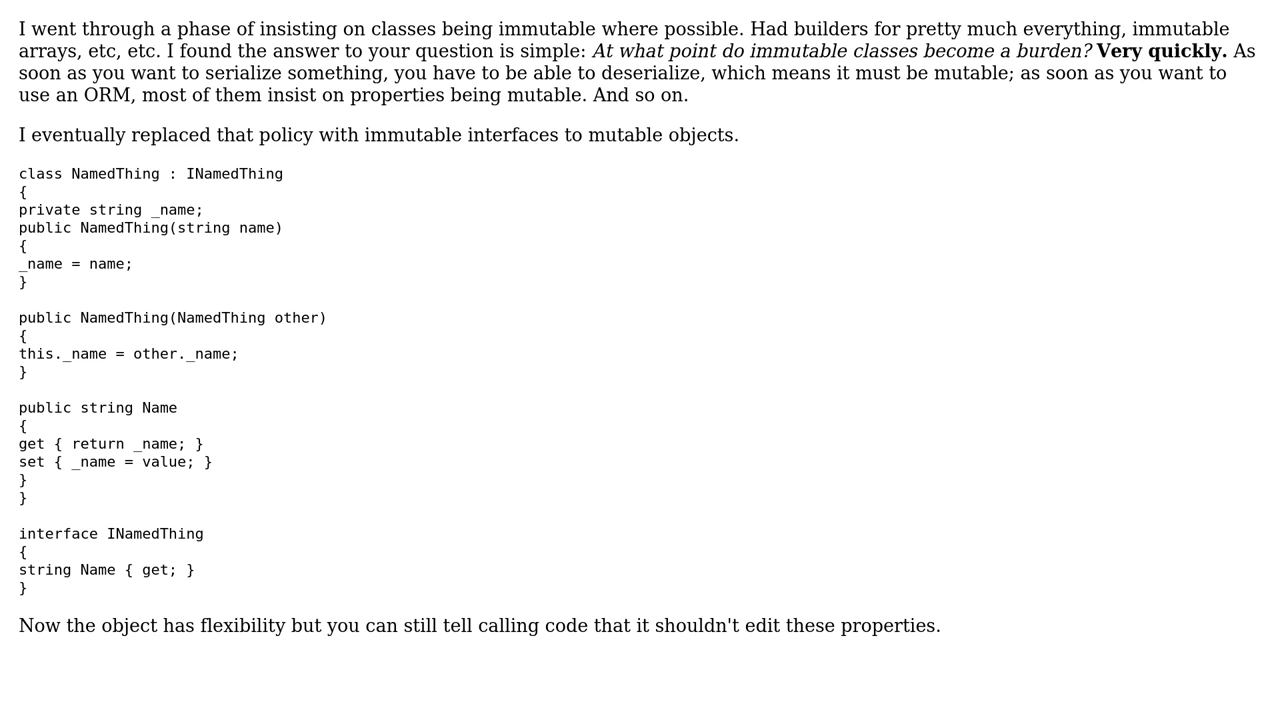 I went through a phase of insisting on classes being immutable where possible. Had builders for pretty much everything, immutable
arrays, etc, etc. I found the answer to your question is simple: At what point do immutable classes become a burden? Very quickly. As
soon as you want to serialize something, you have to be able to deserialize, which means it must be mutable; as soon as you want to
use an ORM, most of them insist on properties being mutable. And so on.
I eventually replaced that policy with immutable interfaces to mutable objects.
class NamedThing : INamedThing
{
private string _name;
public NamedThing(string name)
{
_name = name;
}
public NamedThing(NamedThing other)
{
this._name = other._name;
}
public string Name
{
get { return _name; }
set { _name = value; }
}
}
interface INamedThing
{
string Name { get; }
}
Now the object has flexibility but you can still tell calling code that it shouldn't edit these properties.